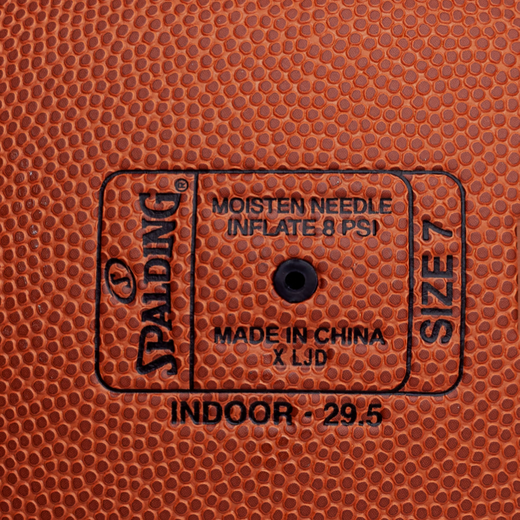 SPALDING®
MOISTEN NEEDLE
INFLATE 8 PSI
MADE IN CHINA
X LJD
SIZE 7
INDOOR - 29.5